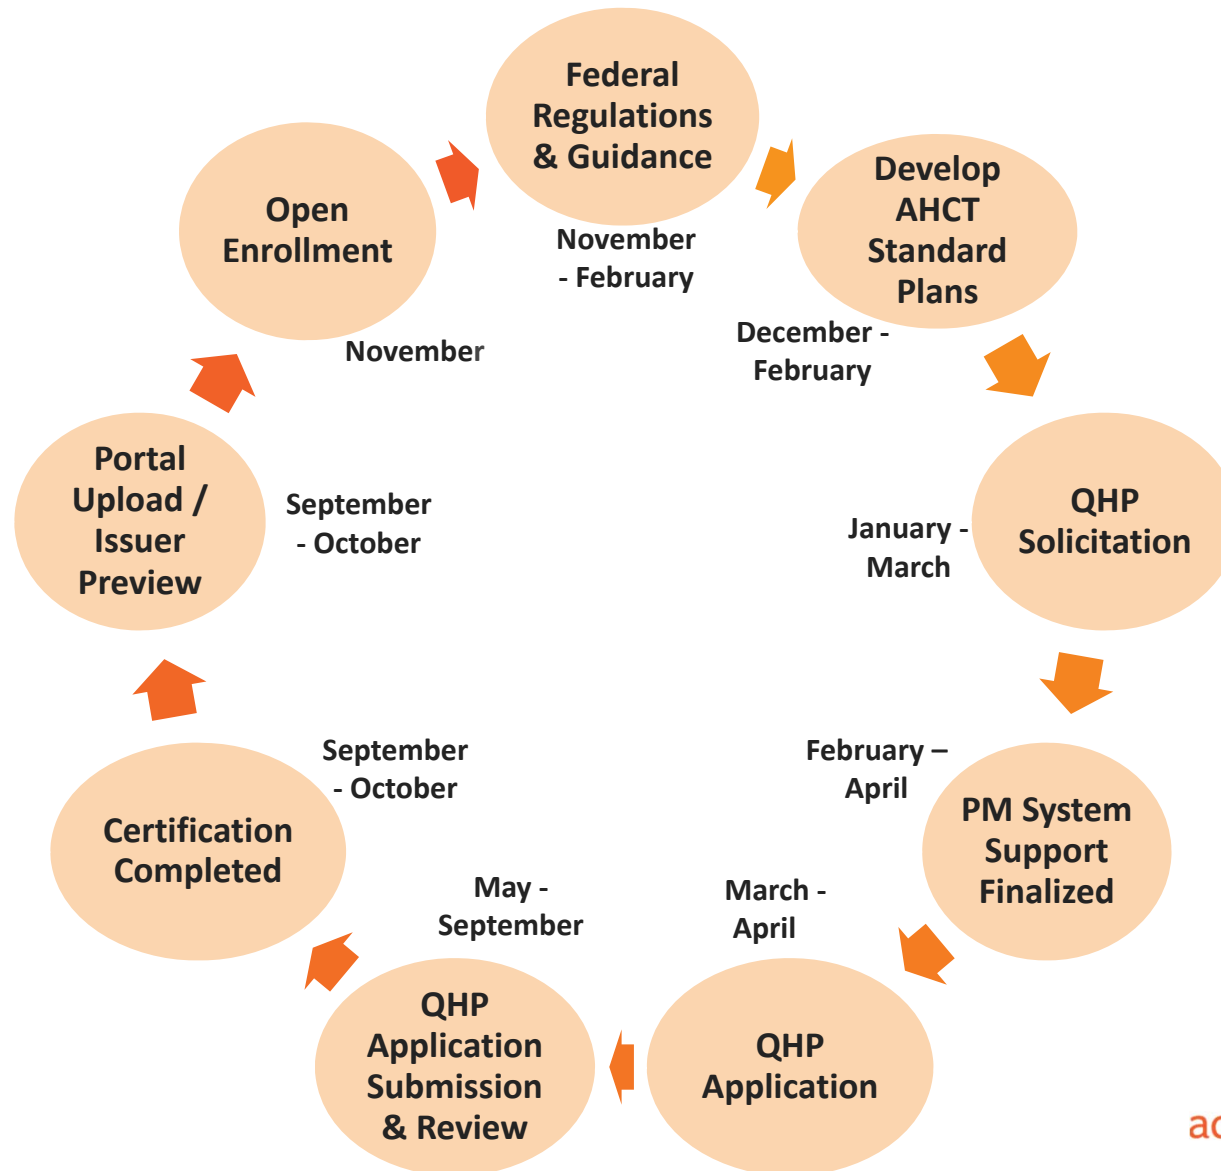 Federal
Regulations
& Guidance
November
- February
Develop
AHCT
Standard
Plans
December -
February
QHP
Solicitation
January -
March
PM System
Support
Finalized
February –
April
QHP
Application
March -
April
QHP
Application
Submission
& Review
May -
September
Certification
Completed
September
- October
Portal
Upload /
Issuer
Preview
September
- October
Open
Enrollment
November